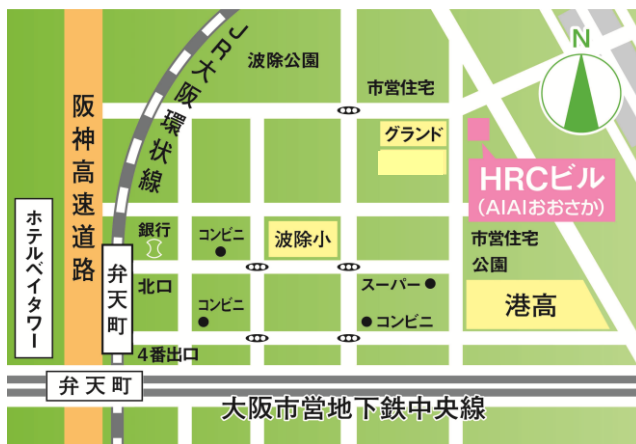 N
波除公園
JR大阪環状線
市営住宅
阪神高速道路
グランド
HRCビル
(AIAIおおさか)
ホテルベイタワー
銀行
コンビニ
波除小
市営住宅
公園
弁天町
北口
スーパー
港高
コンビニ
コンビニ
4番出口
弁天町
大阪市営地下鉄中央線